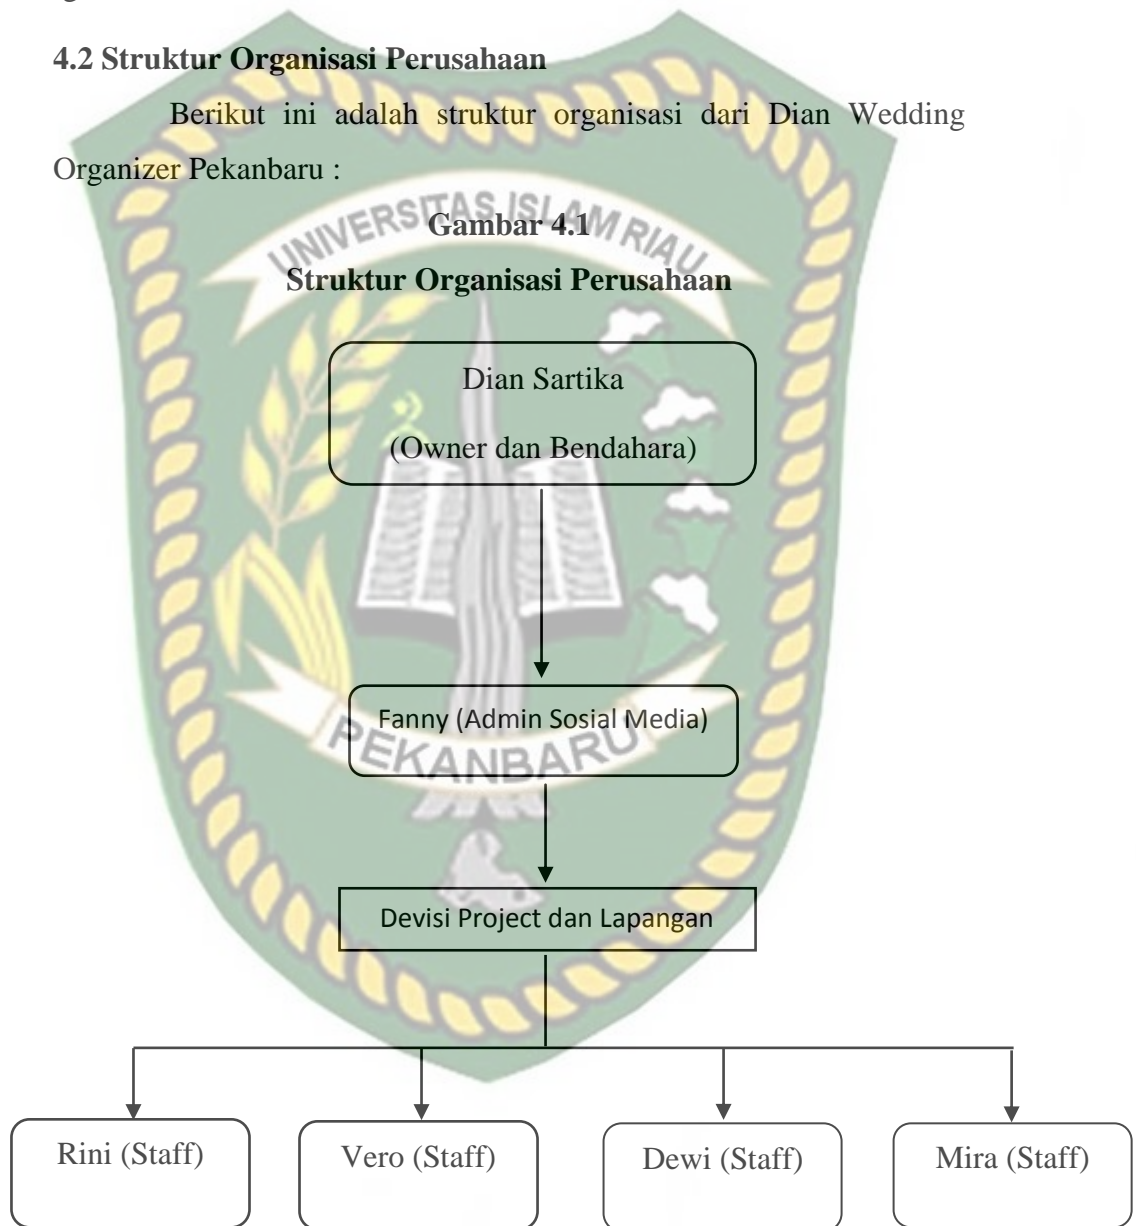 4.2 Struktur Organisasi Perusahaan
Berikut ini adalah struktur organisasi dari Dian Wedding
Organizer Pekanbaru :
UNIVERSITAS ISLAM RIAU
Gambar 4.1
Struktur Organisasi Perusahaan
Dian Sartika
(Owner dan Bendahara)
Fanny (Admin Sosial Media)
PEKANBARU
Devisi Project dan Lapangan
Rini (Staff)
Vero (Staff)
Dewi (Staff)
Mira (Staff)